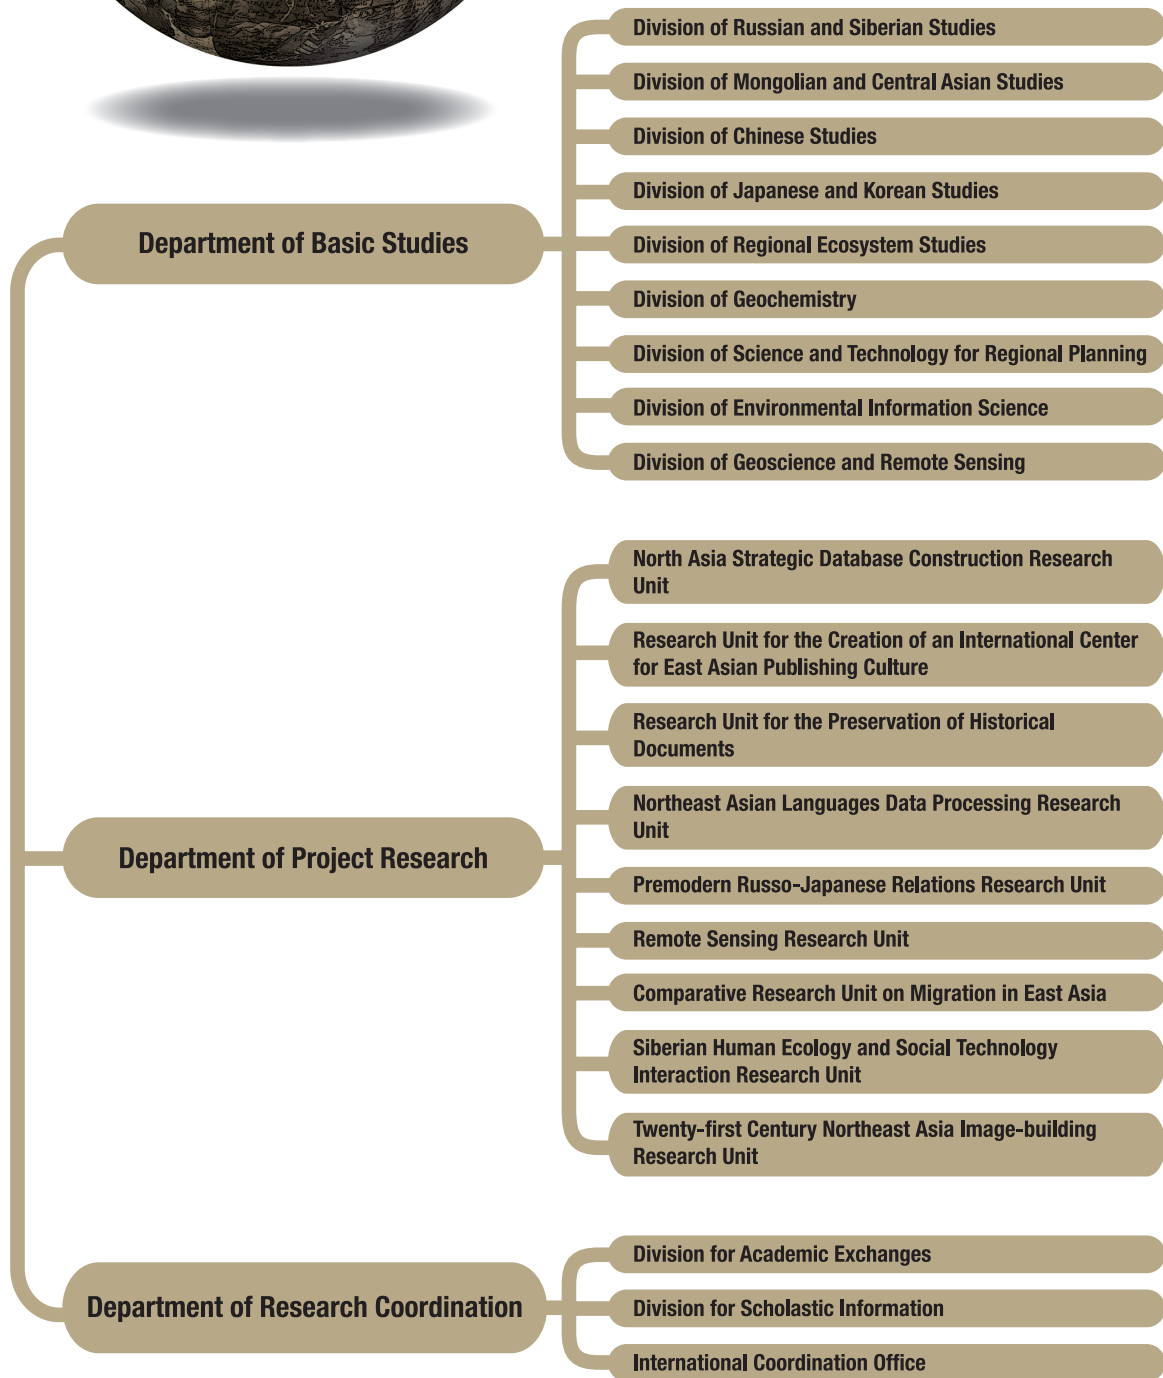 Division of Russian and Siberian Studies
Division of Mongolian and Central Asian Studies
Division of Chinese Studies
Division of Japanese and Korean Studies
Department of Basic Studies
Division of Regional Ecosystem Studies
Division of Geochemistry
Division of Science and Technology for Regional Planning
Division of Environmental Information Science
Division of Geoscience and Remote Sensing
North Asia Strategic Database Construction Research
Unit
Research Unit for the Creation of an International Center
for East Asian Publishing Culture
Research Unit for the Preservation of Historical
Documents
Northeast Asian Languages Data Processing Research
Unit
Department of Project Research
Premodern Russo-Japanese Relations Research Unit
Remote Sensing Research Unit
Comparative Research Unit on Migration in East Asia
Siberian Human Ecology and Social Technology
Interaction Research Unit
Twenty-first Century Northeast Asia Image-building
Research Unit
Division for Academic Exchanges
Department of Research Coordination
Division for Scholastic Information
International Coordination Office